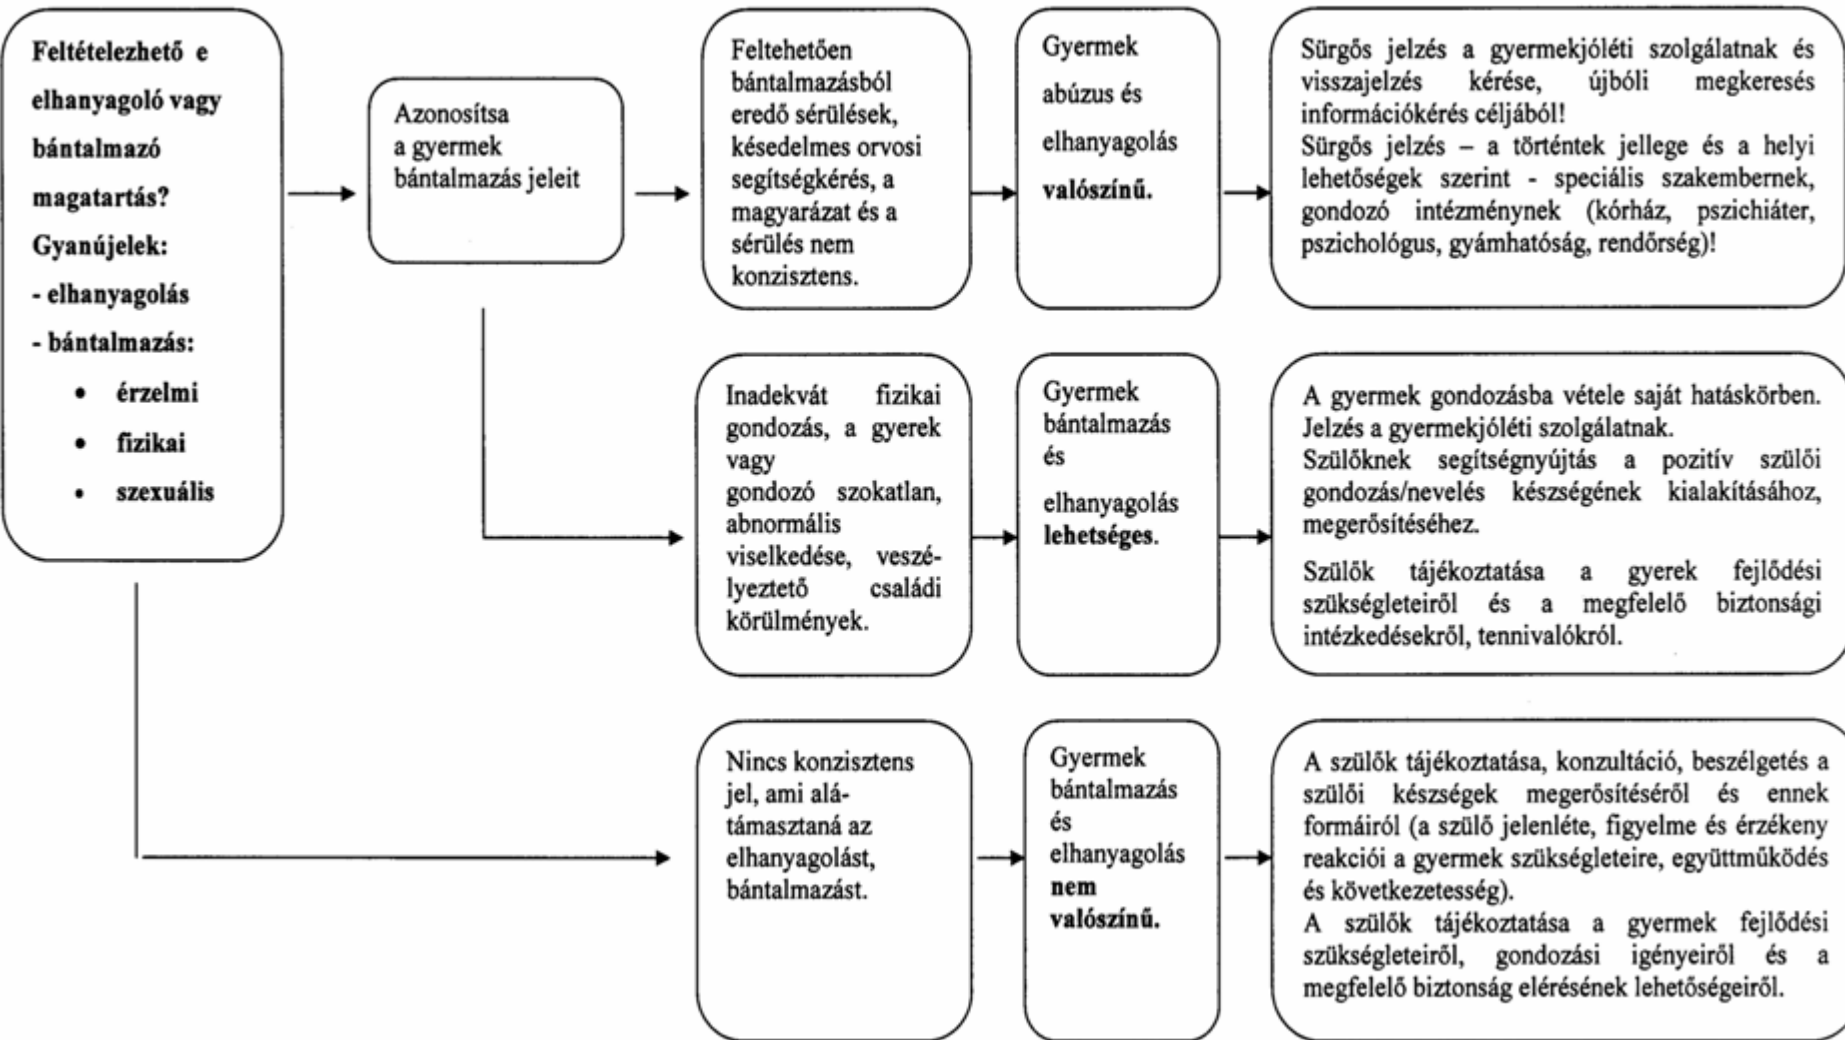 Feltételezhető e
elhanyagoló vagy
bántalmazó
magatartás?
Gyanújelek:
- elhanyagolás
- bántalmazás:
• érzelmi
• fizikai
• szexuális
Azonosítsa
a gyermek
bántalmazás jeleit
Feltehetően
bántalmazásból
eredő sérülések,
késedelmes orvosi
segítségkérés, a
magyarázat és a
sérülés nem
konzisztens.
Gyermek
abúzus és
elhanyagolás
valószínű.
Sürgős jelzés a gyermekjóléti szolgálatnak és
visszajelzés kérése, újbóli megkeresés
információkérés céljából!
Sürgős jelzés – a történtek jellege és a helyi
lehetőségek szerint - speciális szakembernek,
gondozó intézménynek (kórház, pszichiáter,
pszichológus, gyámhatóság, rendőrség)!
Inadekvát fizikai
gondozás, a gyerek
vagy
gondozó szokatlan,
abnormális
viselkedése, veszé-
lyeztető családi
körülmények.
Gyermek
bántalmazás
és
elhanyagolás
lehetséges.
A gyermek gondozásba vétele saját hatáskörben.
Jelzés a gyermekjóléti szolgálatnak.
Szülőknek segítségnyújtás a pozitív szülői
gondozás/nevelés készségének kialakításához,
megerősítéséhez.
Szülők tájékoztatása a gyerek fejlődési
szükségleteiről és a megfelelő biztonsági
intézkedésekről, tennivalókról.
Nincs konzisztens
jel, ami alá-
támasztaná az
elhanyagolást,
bántalmazást.
Gyermek
bántalmazás
és
elhanyagolás
nem
valószínű.
A szülők tájékoztatása, konzultáció, beszélgetés a
szülői készségek megerősítéséről és ennek
formáiról (a szülő jelenléte, figyelme és érzékeny
reakciói a gyermek szükségleteire, együttműködés
és következetesség).
A szülők tájékoztatása a gyermek fejlődési
szükségleteiről, gondozási igényeiről és a
megfelelő biztonság elérésének lehetőségeiről.